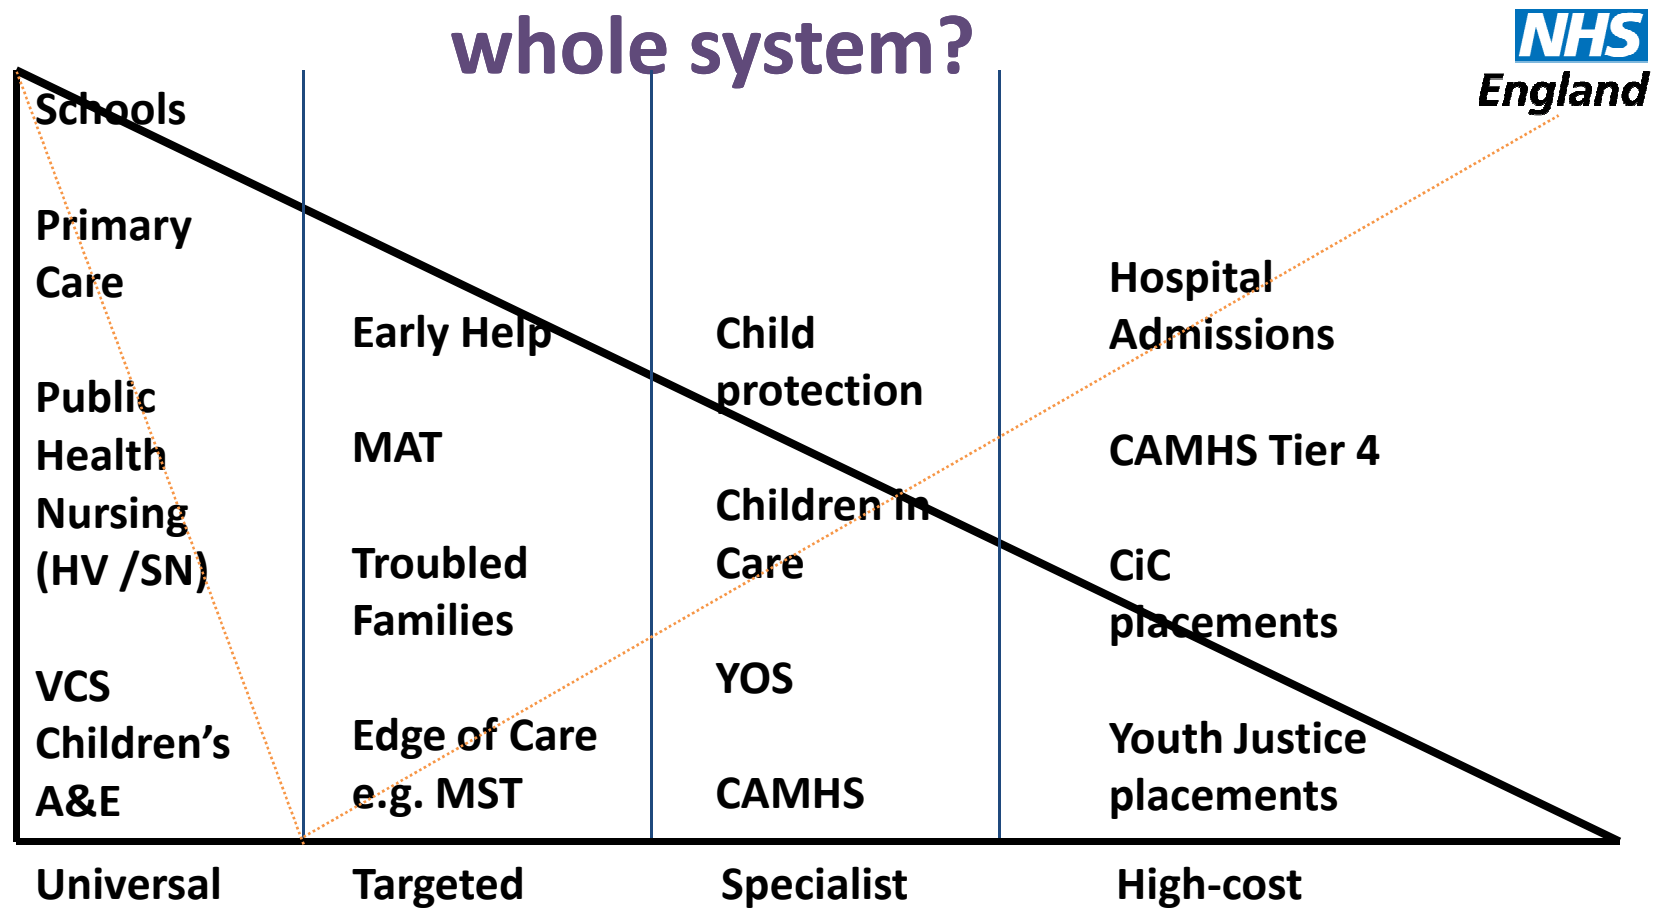 whole system?
NHS
England
Schools
Primary
Care
Public
Health
Nursing
(HV /SN)
VCS
Children’s
A&E
Early Help
MAT
Troubled
Families
Edge of Care
e.g. MST
Child
protection
Children in
Care
YOS
CAMHS
Hospital
Admissions
CAMHS Tier 4
CiC
placements
Youth Justice
placements
Universal
Targeted
Specialist
High-cost